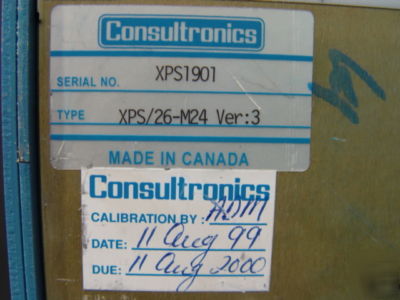 Consultronics
SERIAL NO. XPS1901
TYPE XPS/26-M24 Ver:3
MADE IN CANADA
Consultronics
CALIBRATION BY: ADM
DATE: 11 Aug 99
DUE: 11 Aug 2000